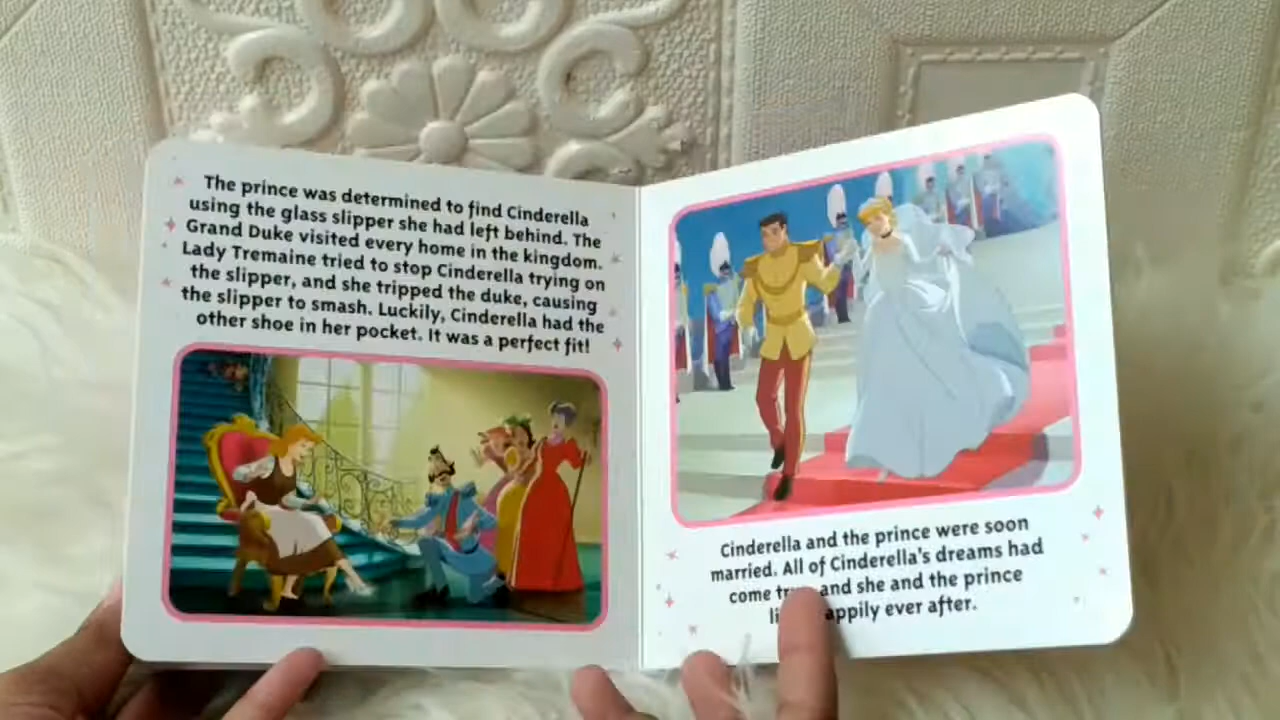 The prince was determined to find Cinderella
using the glass slipper she had left behind. The
Grand Duke visited every home in the kingdom.
Lady Tremaine tried to stop Cinderella trying on
the slipper, and she tripped the duke, causing
the slipper to smash. Luckily, Cinderella had the
other shoe in her pocket. It was a perfect fit!
Cinderella and the prince were soon
married. All of Cinderella's dreams had
come and she and the prince
ever after.